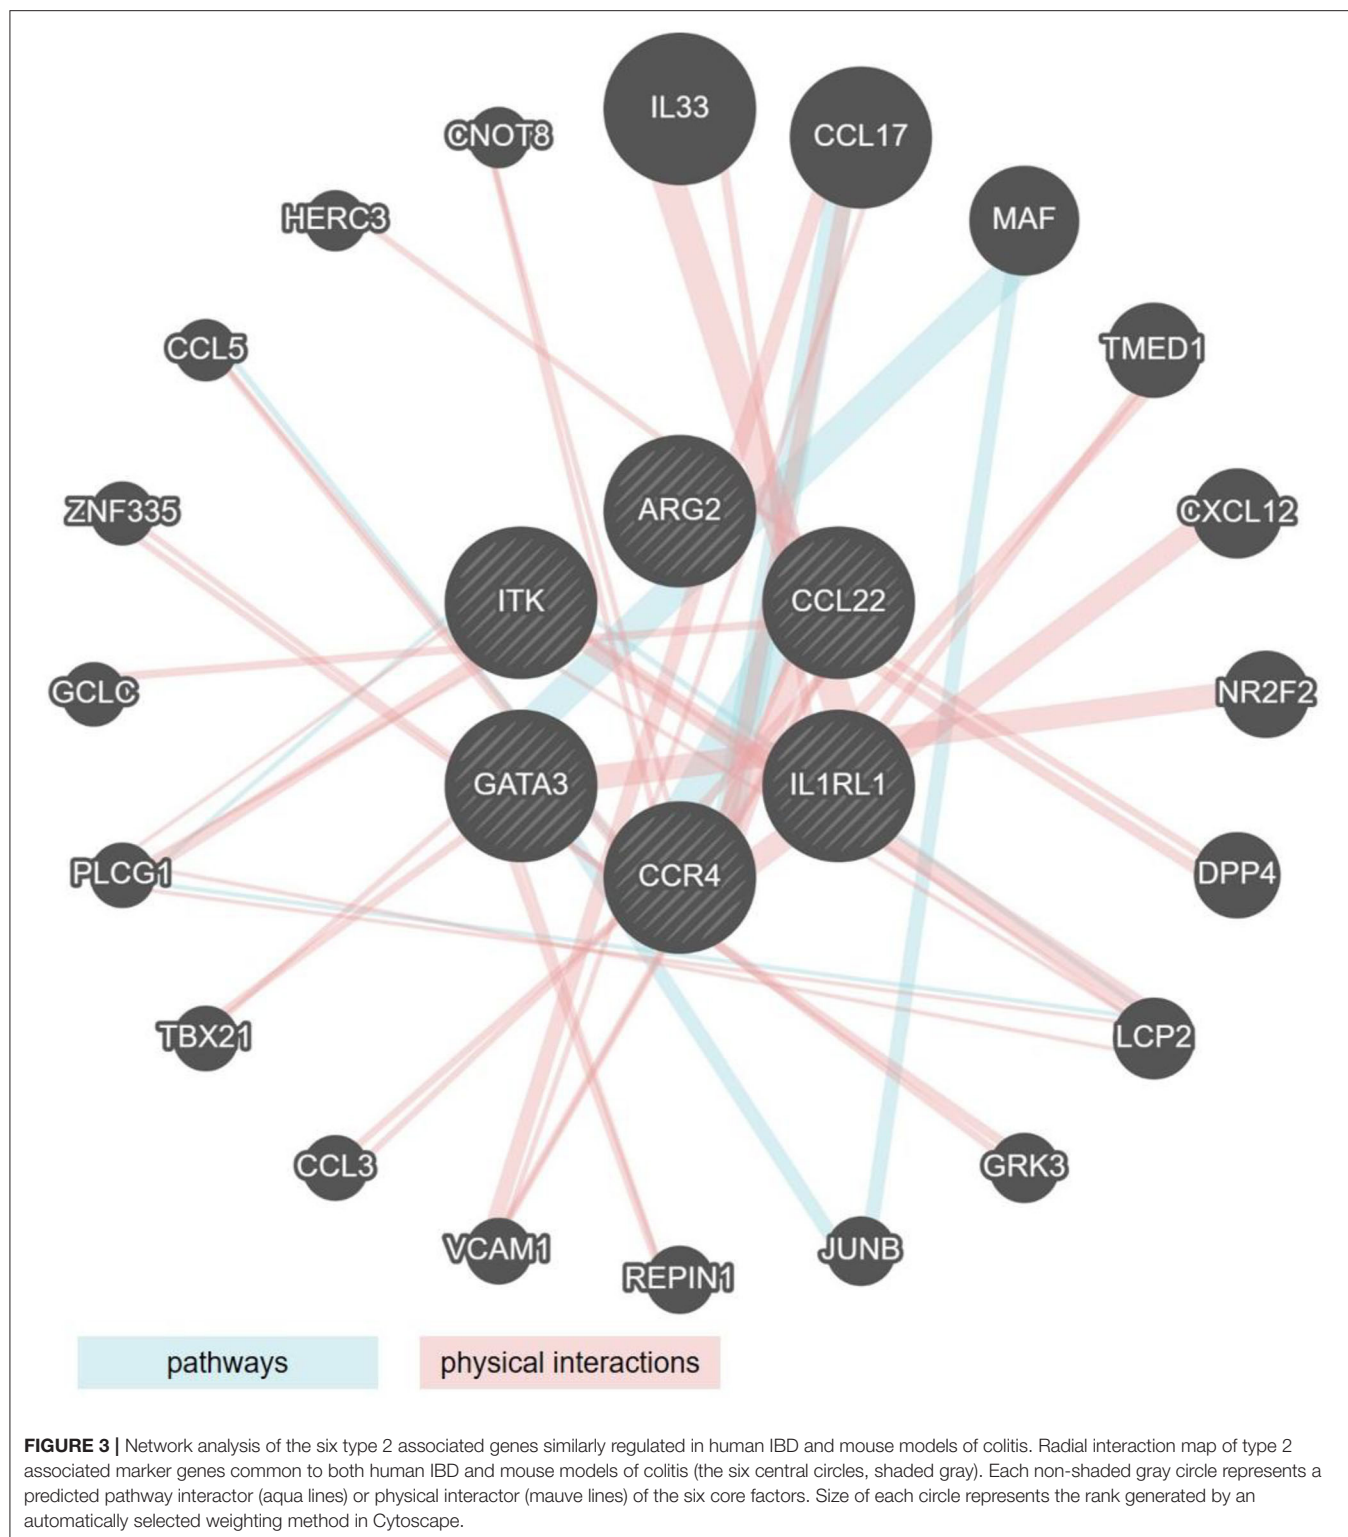 IL33
CCL17
CNOT8
MAF
HERC3
CCL5
TMED1
ARG2
ZNF335
CXCL12
ITK
CCL22
GCLC
NR2F2
GATA3
IL1RL1
PLCG1
CCR4
DPP4
TBX21
LCP2
CCL3
GRK3
VCAM1
REPIN1
JUNB
pathways
physical interactions
FIGURE 3 | Network analysis of the six type 2 associated genes similarly regulated in human IBD and mouse models of colitis. Radial interaction map of type 2
associated marker genes common to both human IBD and mouse models of colitis (the six central circles, shaded gray). Each non-shaded gray circle represents a
predicted pathway interactor (aqua lines) or physical interactor (mauve lines) of the six core factors. Size of each circle represents the rank generated by an
automatically selected weighting method in Cytoscape.